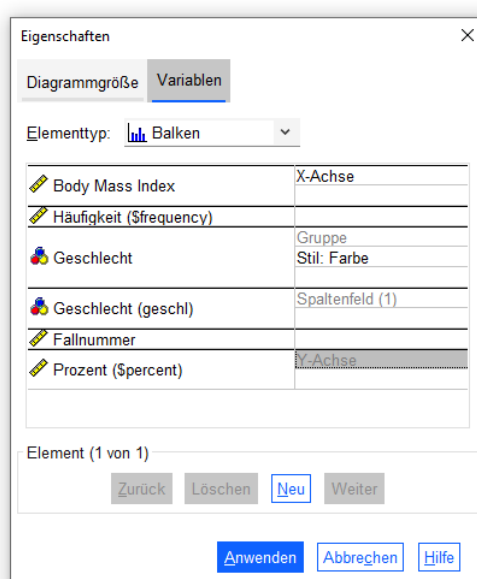 Eigenschaften
Diagrammgröße Variablen
Elementtyp: Balken
Body Mass Index X-Achse
Häufigkeit ($frequency)
Gruppe
Geschlecht Stil: Farbe
Geschlecht (geschl) Spaltenfeld (1)
Fallnummer
Prozent ($percent) Y-Achse
Element (1 von 1)
Zurück Löschen Neu Weiter
Anwenden Abbrechen Hilfe